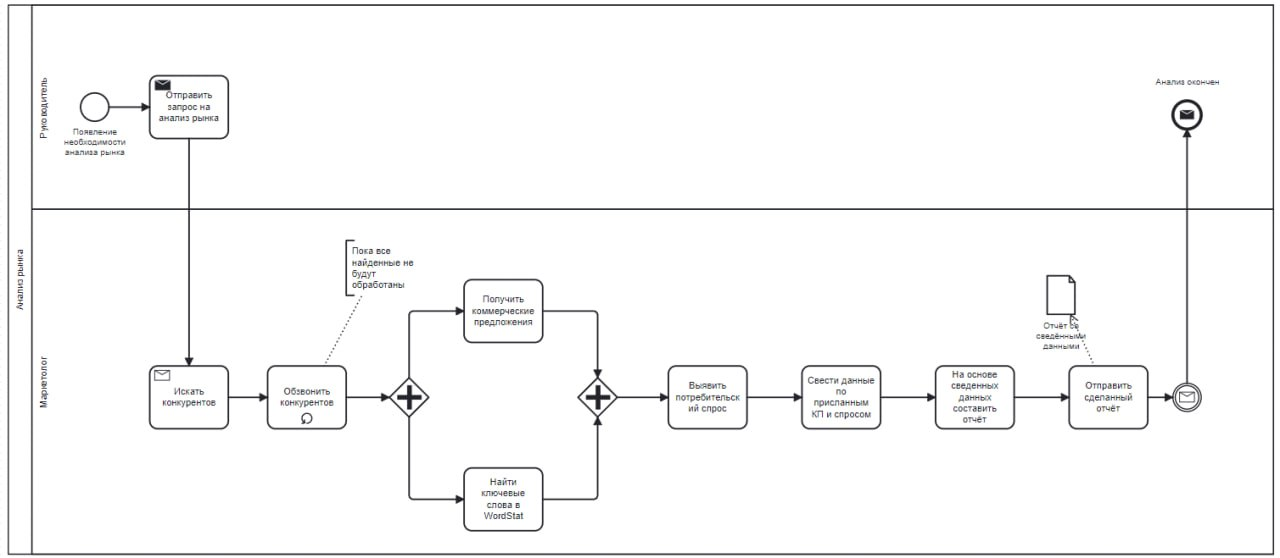 Анализ рынка
Руководитель
Появление
необходимости
анализа рынка
Отправить
запрос на
анализ рынка
Анализ окончен
Маркетолог
Искать
конкурентов
Обзвонить
конкурентов
Пока все
найденные не
будут
обработаны
Получить
коммерческие
предложения
Найти
ключевые
слова в
WordStat
Выявить
потребительск
ий спрос
Свести данные
по
присланным
КП и спросом
На основе
сведенных
данных
составить
отчёт
Отчёт со
сведёнными
данными
Отправить
сделанный
отчёт